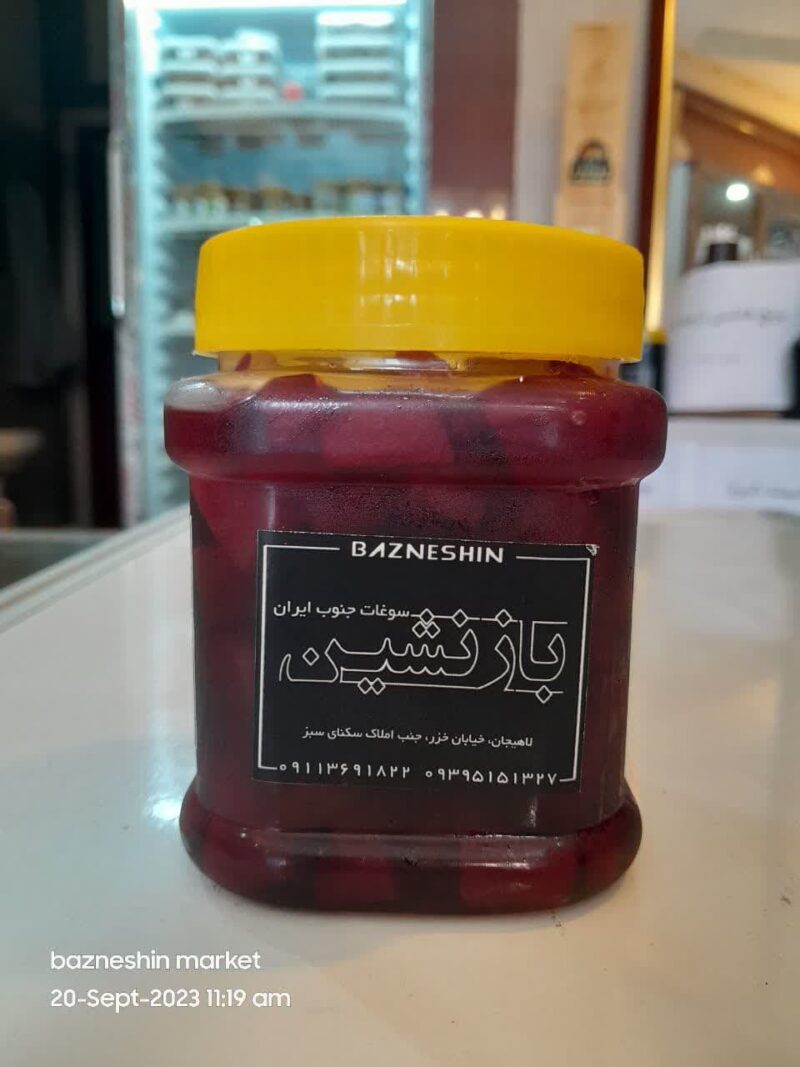 BAZNESHIN
سوغات جنوب ایران
بازنشین
لاهیجان، خیابان خزر، جنب املاک سکنای سبز
۰۹۱۱۳۶۹۱۸۲۲ ۰۹۳۹۵۱۵۱۳۲۷
bazneshin market
20-Sept-2023 11:19 am